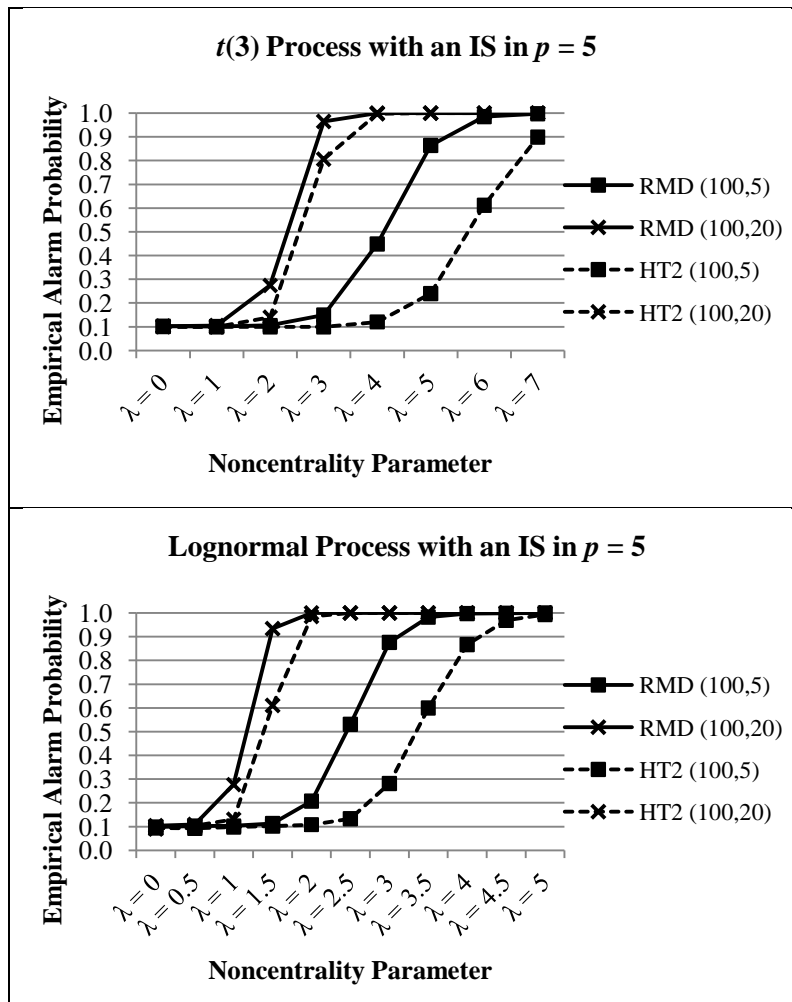 t(3) Process with an IS in p = 5
Empirical Alarm Probability
1.0
0.9
0.8
0.7
0.6
0.5
0.4
0.3
0.2
0.1
0.0
λ = 0
λ = 1
λ = 2
λ = 3
λ = 4
λ = 5
λ = 6
λ = 7
Noncentrality Parameter
RMD (100,5)
RMD (100,20)
HT2 (100,5)
HT2 (100,20)
Lognormal Process with an IS in p = 5
Empirical Alarm Probability
1.0
0.9
0.8
0.7
0.6
0.5
0.4
0.3
0.2
0.1
0.0
λ = 0
λ = 0.5
λ = 1
λ = 1.5
λ = 2
λ = 2.5
λ = 3
λ = 3.5
λ = 4
λ = 4.5
λ = 5
Noncentrality Parameter
RMD (100,5)
RMD (100,20)
HT2 (100,5)
HT2 (100,20)